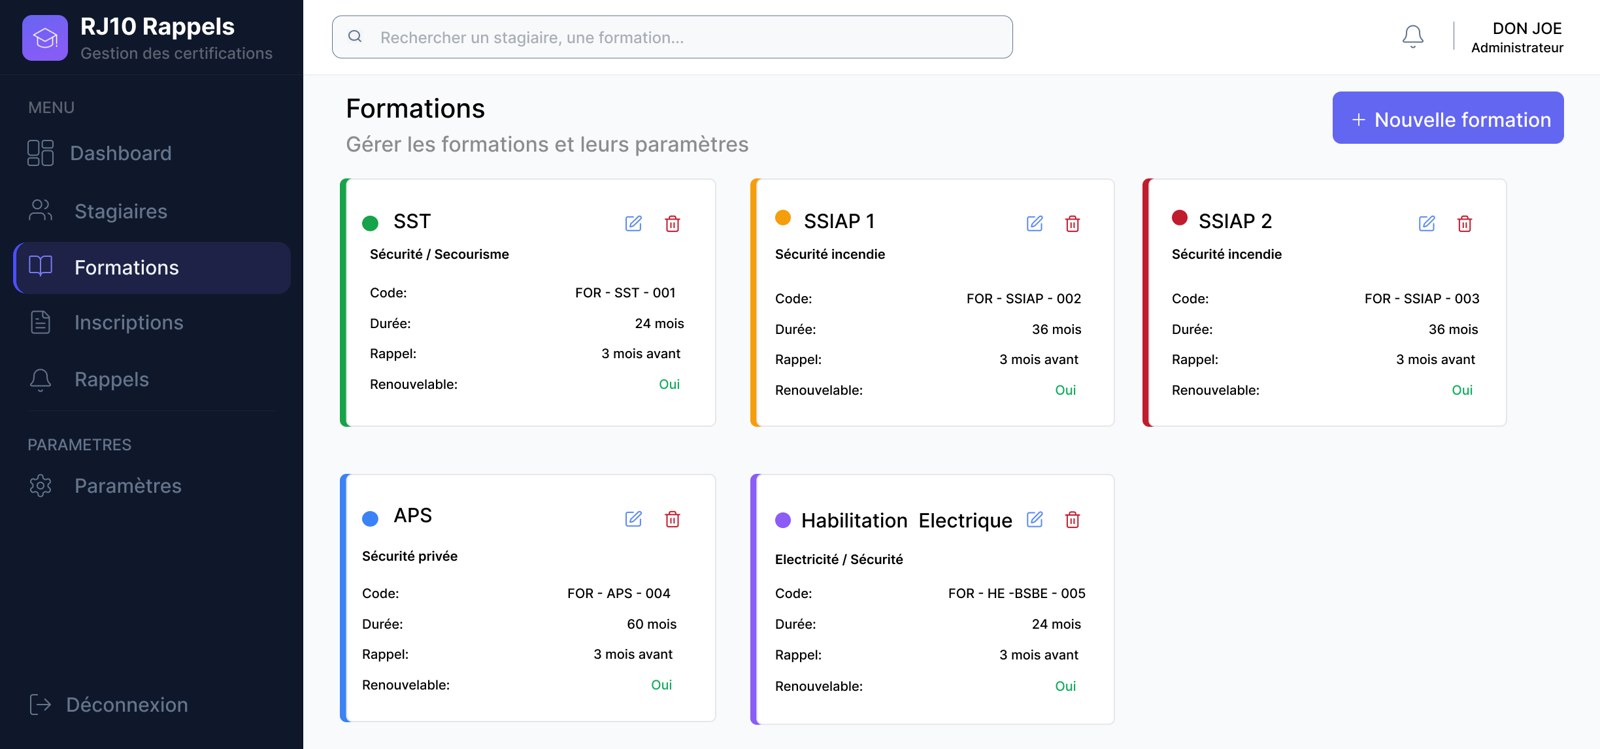 RJ10 Rappels
Gestion des certifications
MENU
Dashboard
Stagiaires
Formations
Inscriptions
Rappels
PARAMETRES
Paramètres
Déconnexion
Rechercher un stagiaire, une formation...
DON JOE
Administrateur
Formations
Gérer les formations et leurs paramètres
+ Nouvelle formation
SST
Sécurité / Secourisme
Code: FOR - SST - 001
Durée: 24 mois
Rappel: 3 mois avant
Renouvelable: Oui
SSIAP 1
Sécurité incendie
Code: FOR - SSIAP - 002
Durée: 36 mois
Rappel: 3 mois avant
Renouvelable: Oui
SSIAP 2
Sécurité incendie
Code: FOR - SSIAP - 003
Durée: 36 mois
Rappel: 3 mois avant
Renouvelable: Oui
APS
Sécurité privée
Code: FOR - APS - 004
Durée: 60 mois
Rappel: 3 mois avant
Renouvelable: Oui
Habilitation Electrique
Electricité / Sécurité
Code: FOR - HE -BSBE - 005
Durée: 24 mois
Rappel: 3 mois avant
Renouvelable: Oui